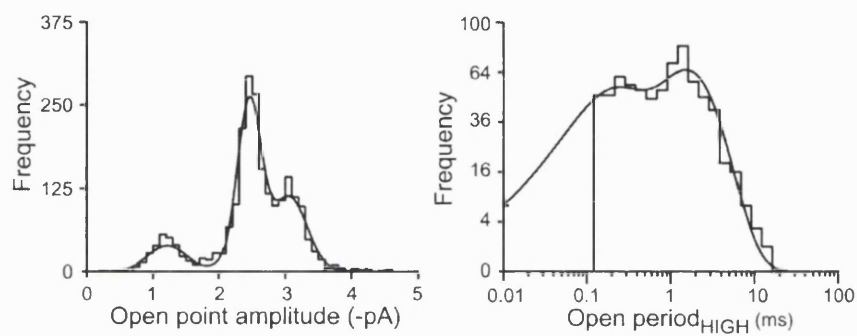 375
250
125
0
Frequency
0 1 2 3 4 5
Open point amplitude (-pA)
100
64
36
16
4
0
Frequency
0.01 0.1 1 10 100
Open period_HIGH (ms)